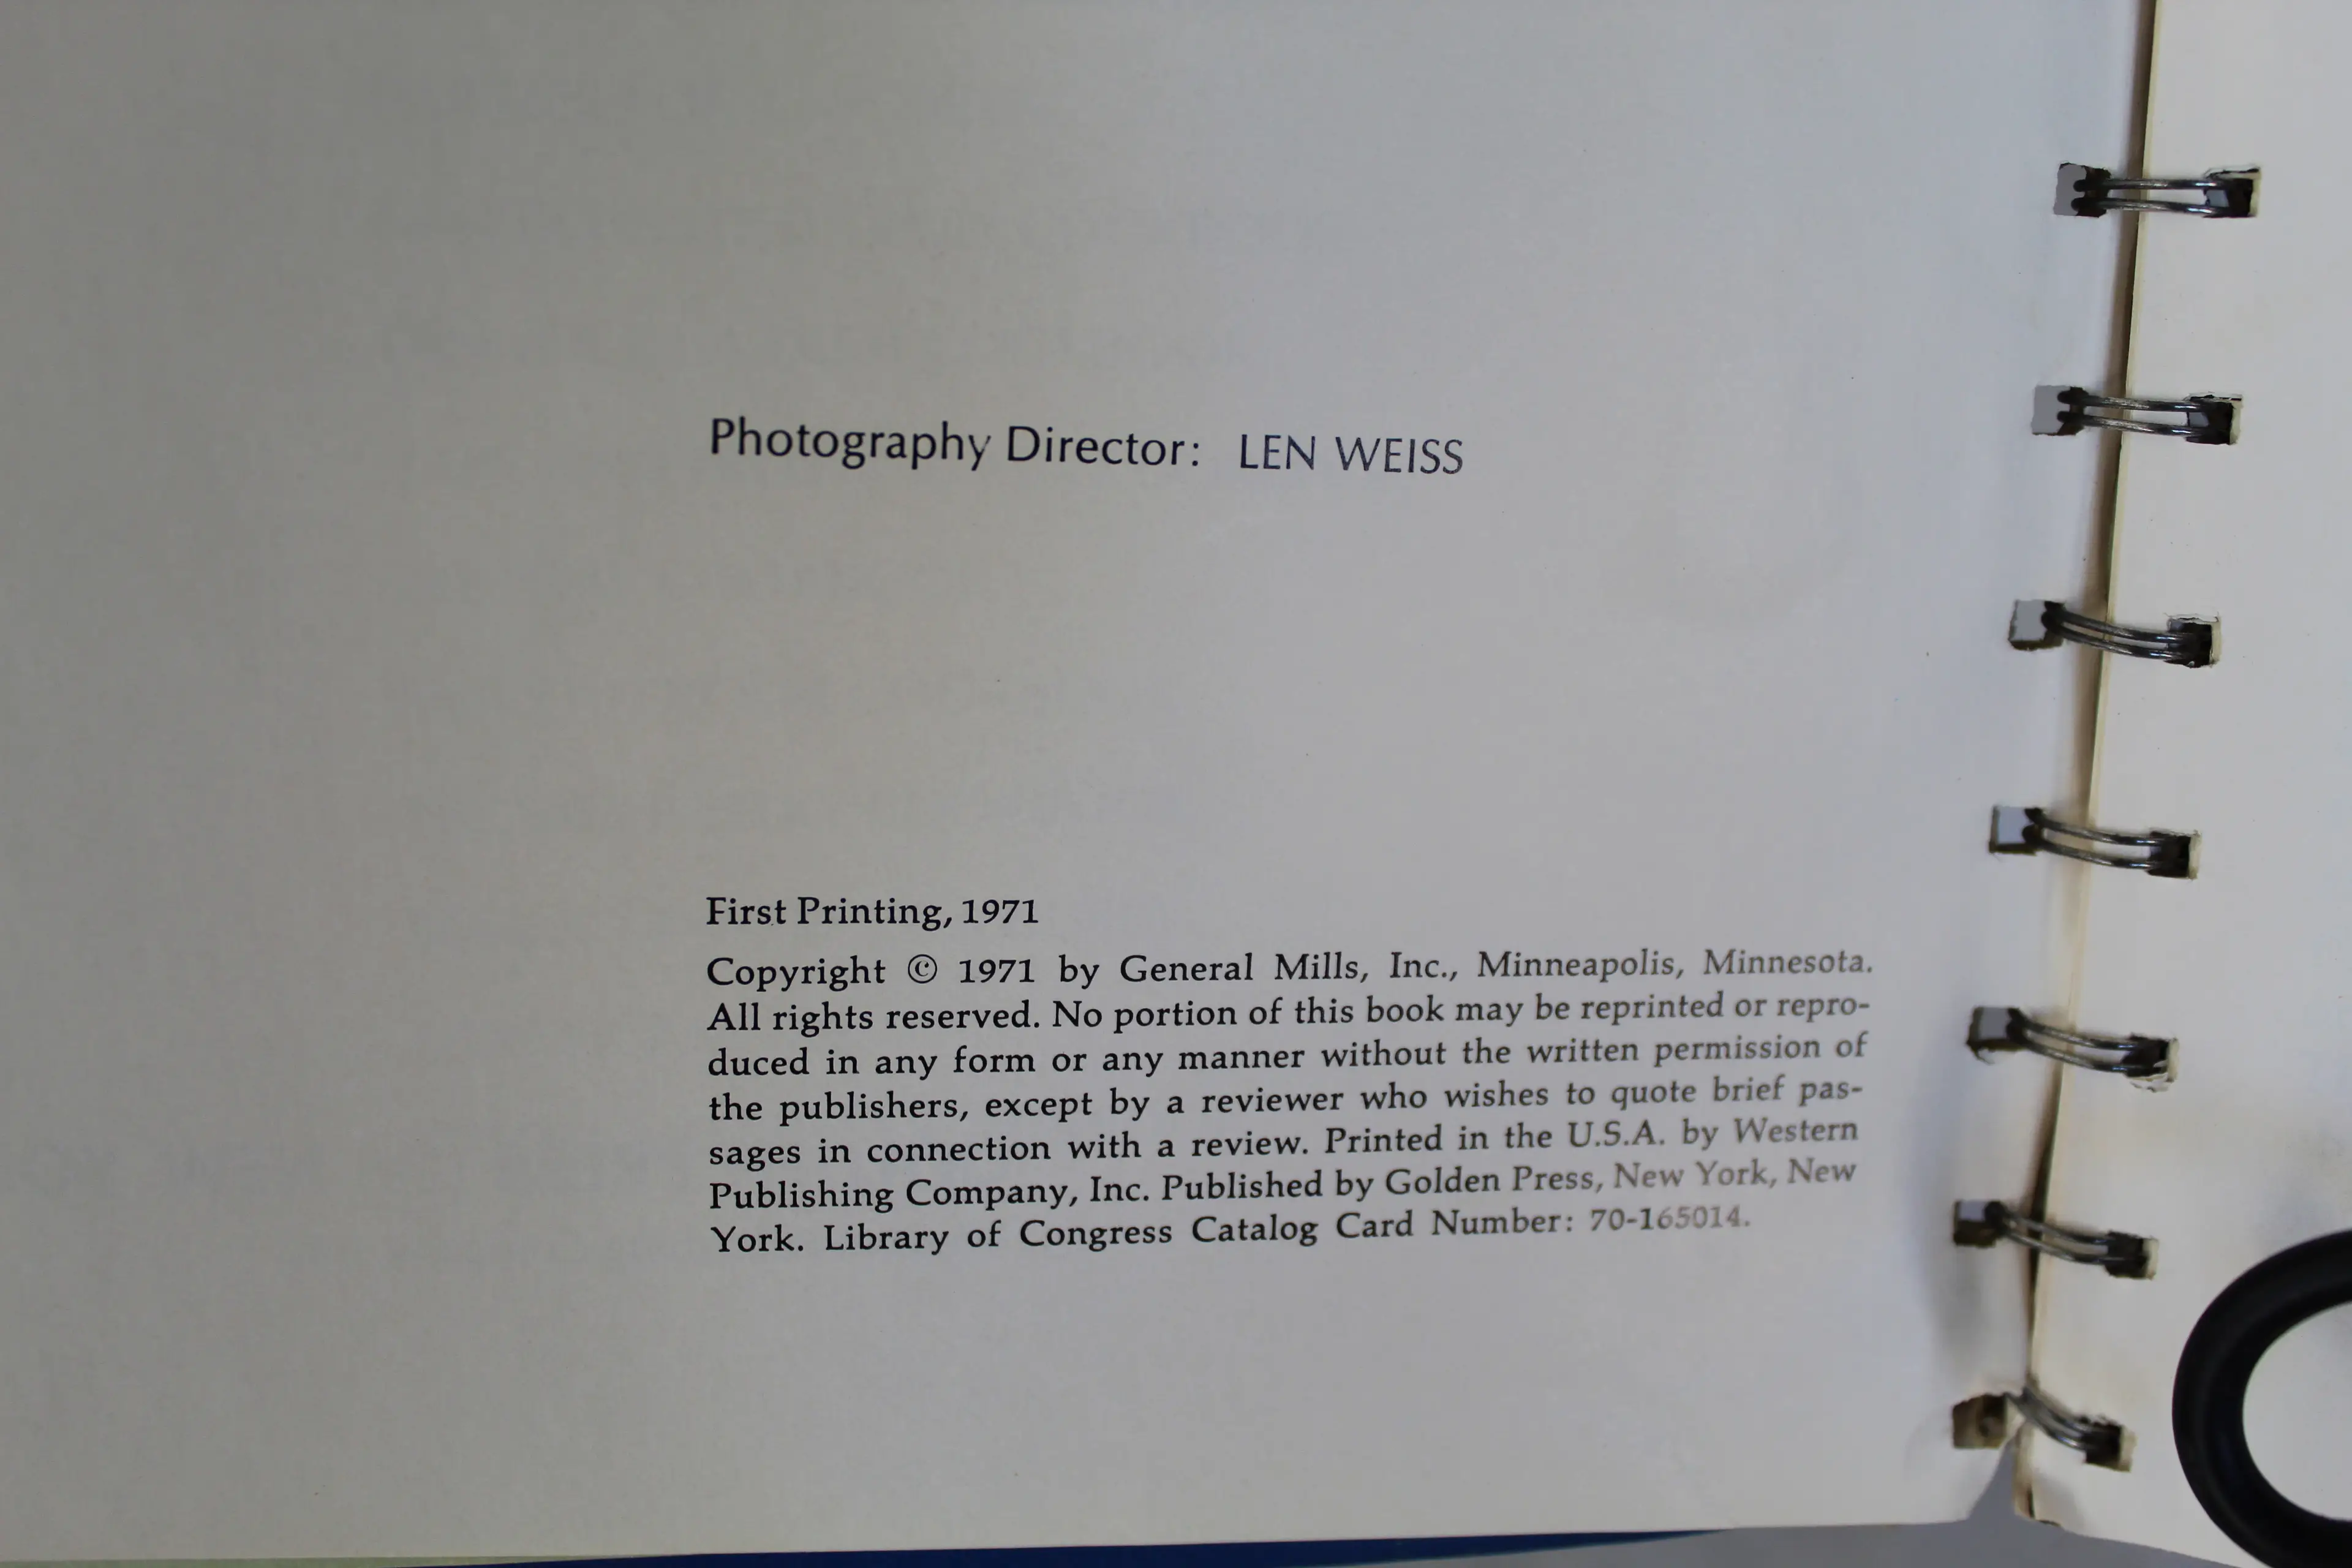 Photography Director: LEN WEISS
First Printing, 1971
Copyright © 1971 by General Mills, Inc., Minneapolis, Minnesota.
All rights reserved. No portion of this book may be reprinted or repro-
duced in any form or any manner without the written permission of
the publishers, except by a reviewer who wishes to quote brief pas-
sages in connection with a review. Printed in the U.S.A. by Western
Publishing Company, Inc. Published by Golden Press, New York, New
York. Library of Congress Catalog Card Number: 70-165014.